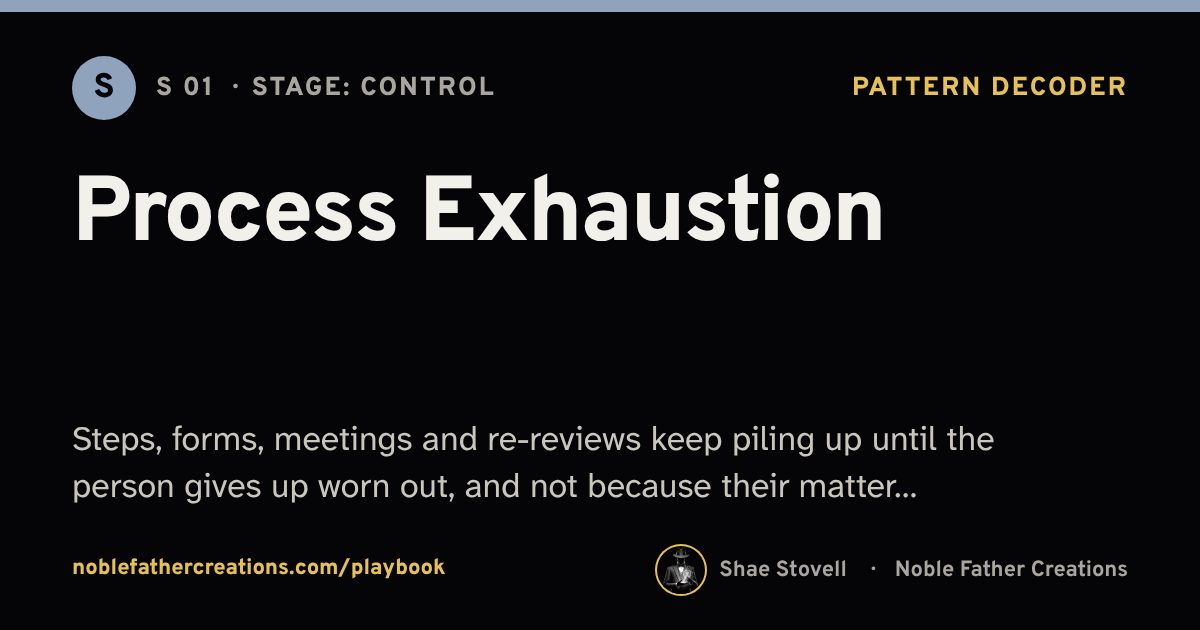 S
S 01 · STAGE: CONTROL
PATTERN DECODER
Process Exhaustion
Steps, forms, meetings and re-reviews keep piling up until the
person gives up worn out, and not because their matter...
noblefathercreations.com/playbook
Shae Stovell · Noble Father Creations